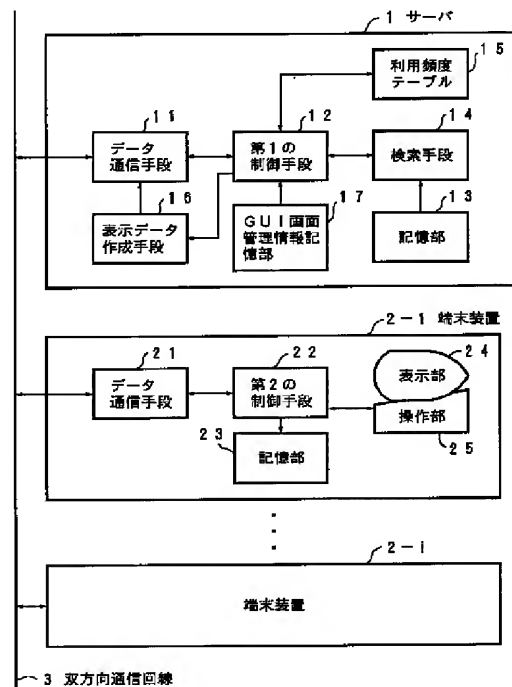 1 サーバ
15
利用頻度
テーブル
11
12
14
データ
通信手段
第1の
制御手段
検索手段
16
17
13
表示データ
作成手段
GUI画面
管理情報記
憶部
記憶部
2-1 端末装置
21
22
24
データ
通信手段
第2の
制御手段
表示部
操作部
23
25
記憶部
2-i
端末装置
3 双方向通信回線